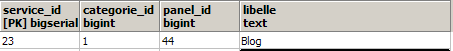 service_id categorie_id panel_id libelle
[PK] bigserial bigint bigint text
23 1 44 Blog